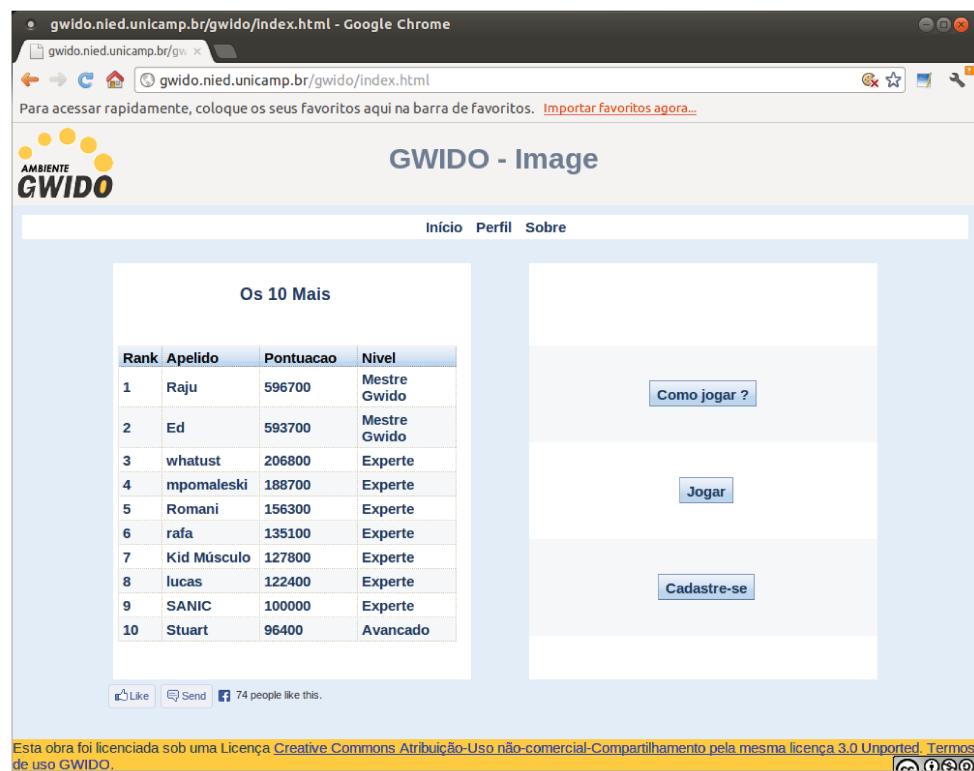 gwido.nied.unicamp.br/gwido/index.html - Google Chrome
gwido.nied.unicamp.br/gw
gwido.nied.unicamp.br/gwido/index.html
Para acessar rapidamente, coloque os seus favoritos aqui na barra de favoritos. Importar favoritos agora...
AMBIENTE
GWIDO
GWIDO - Image
Início Perfil Sobre
Os 10 Mais
Rank Apelido Pontuacao Nivel
1 Raju 596700 Mestre Gwido
2 Ed 593700 Mestre Gwido
3 whatust 206800 Experte
4 mpomaleski 188700 Experte
5 Romani 156300 Experte
6 rafa 135100 Experte
7 Kid Músculo 127800 Experte
8 lucas 122400 Experte
9 SANIC 100000 Experte
10 Stuart 96400 Avancado
Como jogar ?
Jogar
Cadastre-se
Like Send 74 people like this.
Esta obra foi licenciada sob uma Licença Creative Commons Atribuição-Uso não-comercial-Compartilhamento pela mesma licença 3.0 Unported. Termos
de uso GWIDO.